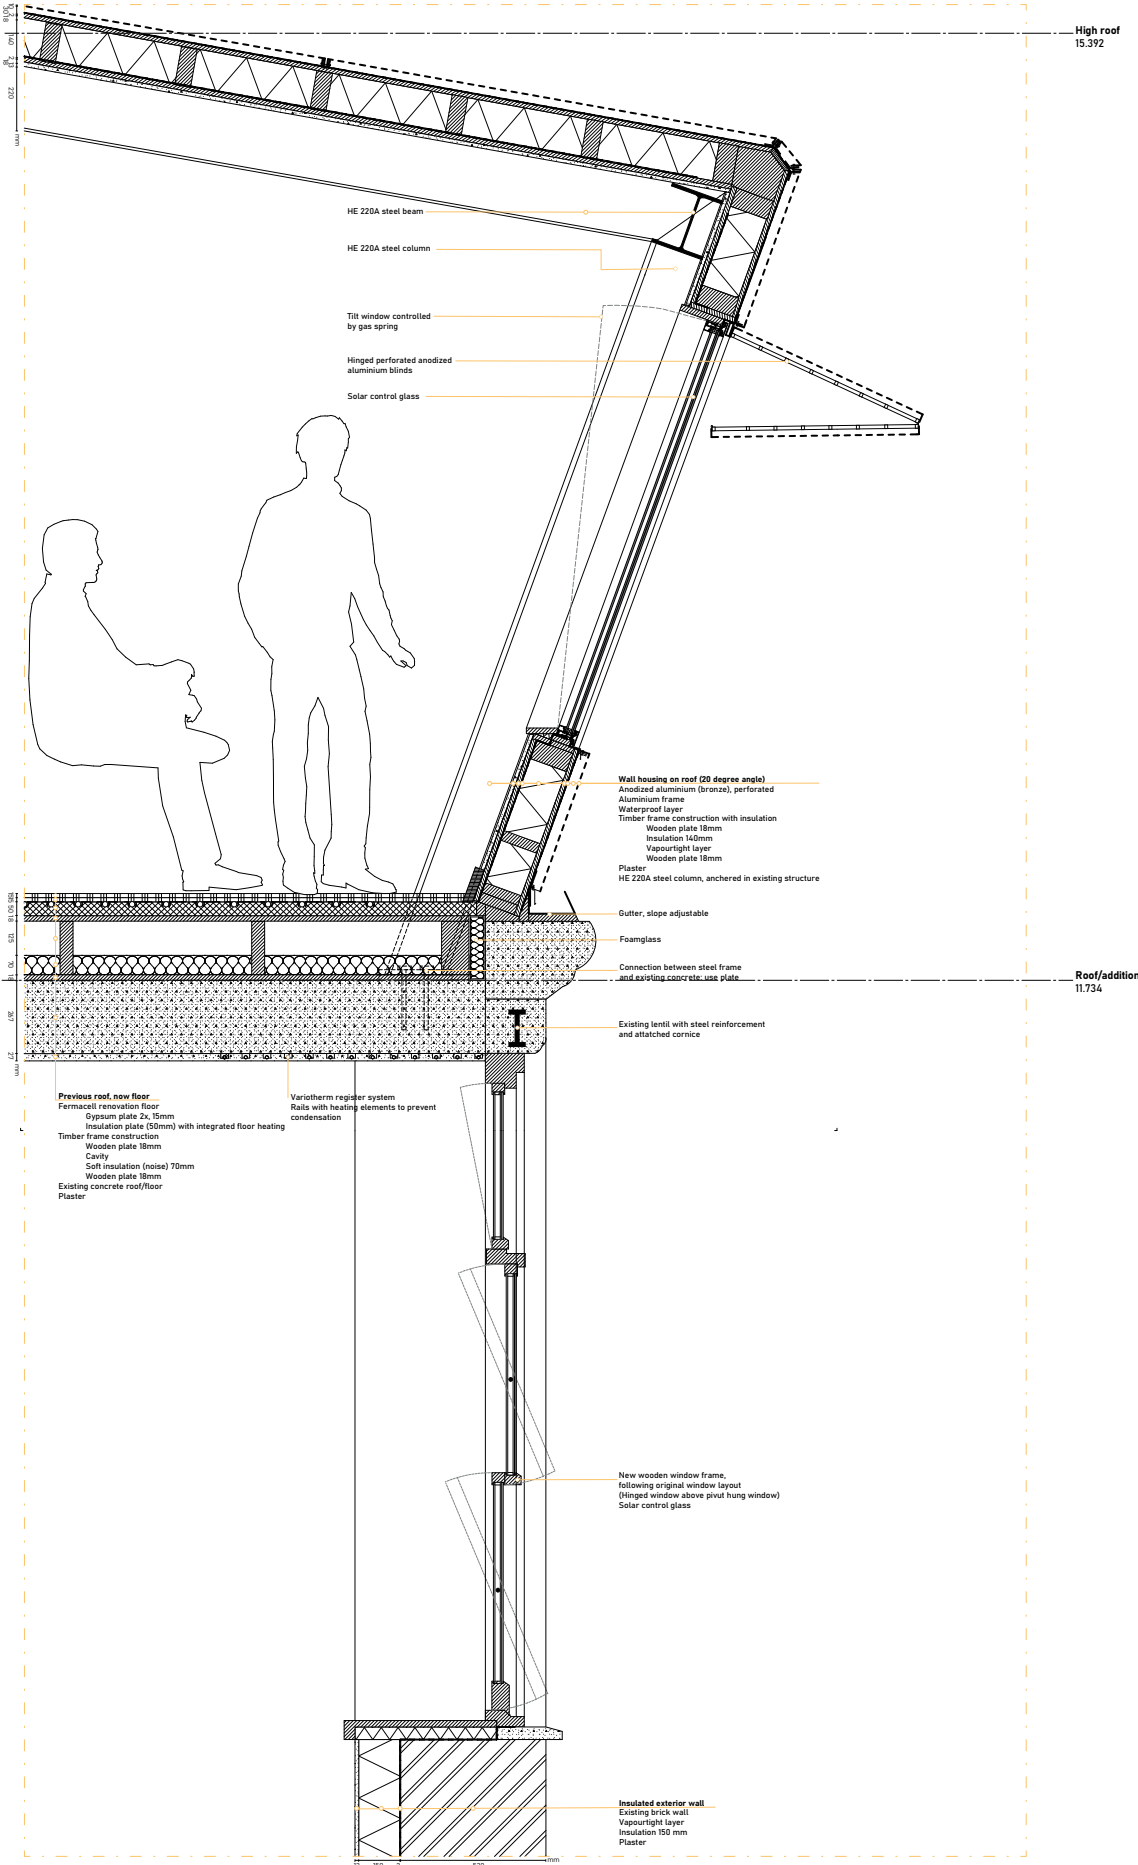 High roof
15.392
HE 220A steel beam
HE 220A steel column
Tilt window controlled
by gas spring
Hinged perforated anodized
aluminium blinds
Solar control glass
Wall housing on roof (20 degree angle)
Anodized aluminium (bronze), perforated
Aluminium frame
Waterproof layer
Timber frame construction with insulation
Wooden plate 18mm
Insulation 140mm
Vapourtight layer
Wooden plate 18mm
Plaster
HE 220A steel column, anchered in existing structure
Gutter, slope adjustable
Foamglass
Connection between steel frame
and existing concrete: use plate
Roof/addition
11.734
Existing lentil with steel reinforcement
and attatched cornice
Previous roof, now floor
Fermacell renovation floor
Gypsum plate 2x, 15mm
Insulation plate (50mm) with integrated floor heating
Timber frame construction
Wooden plate 18mm
Cavity
Soft insulation (noise) 70mm
Wooden plate 18mm
Existing concrete roof/floor
Plaster
Variotherm register system
Rails with heating elements to prevent
condensation
New wooden window frame,
following original window layout
(Hinged window above pivut hung window)
Solar control glass
Insulated exterior wall
Existing brick wall
Vapourtight layer
Insulation 150 mm
Plaster
140
220
mm
50
18
125
70
18
267
27
mm
mm